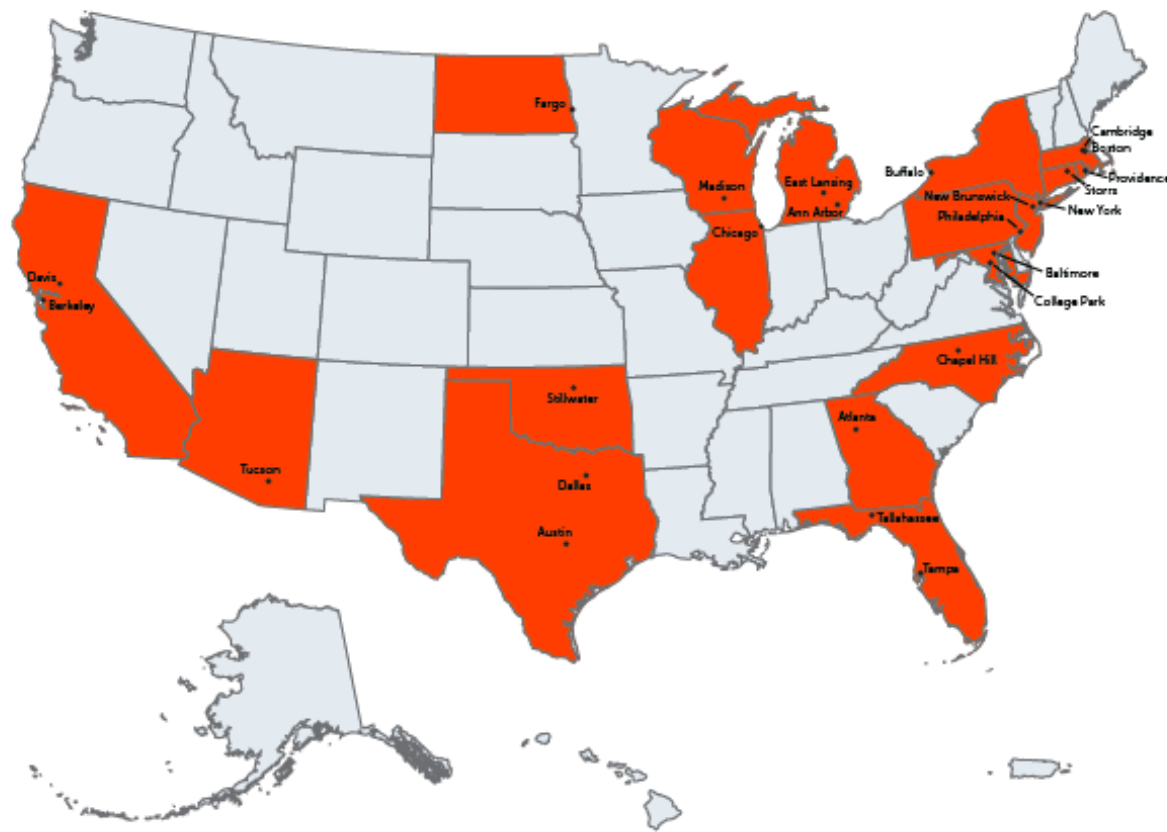 Fargo
Cambridge
Boston
Buffalo
Providence
Madison
East Lansing
Storrs
New Brunswick
Ann Arbor
New York
Philadelphia
Chicago
Baltimore
Davis
College Park
Berkeley
Chapel Hill
Stillwater
Atlanta
Tucson
Dallas
Tallahassee
Austin
Tampa